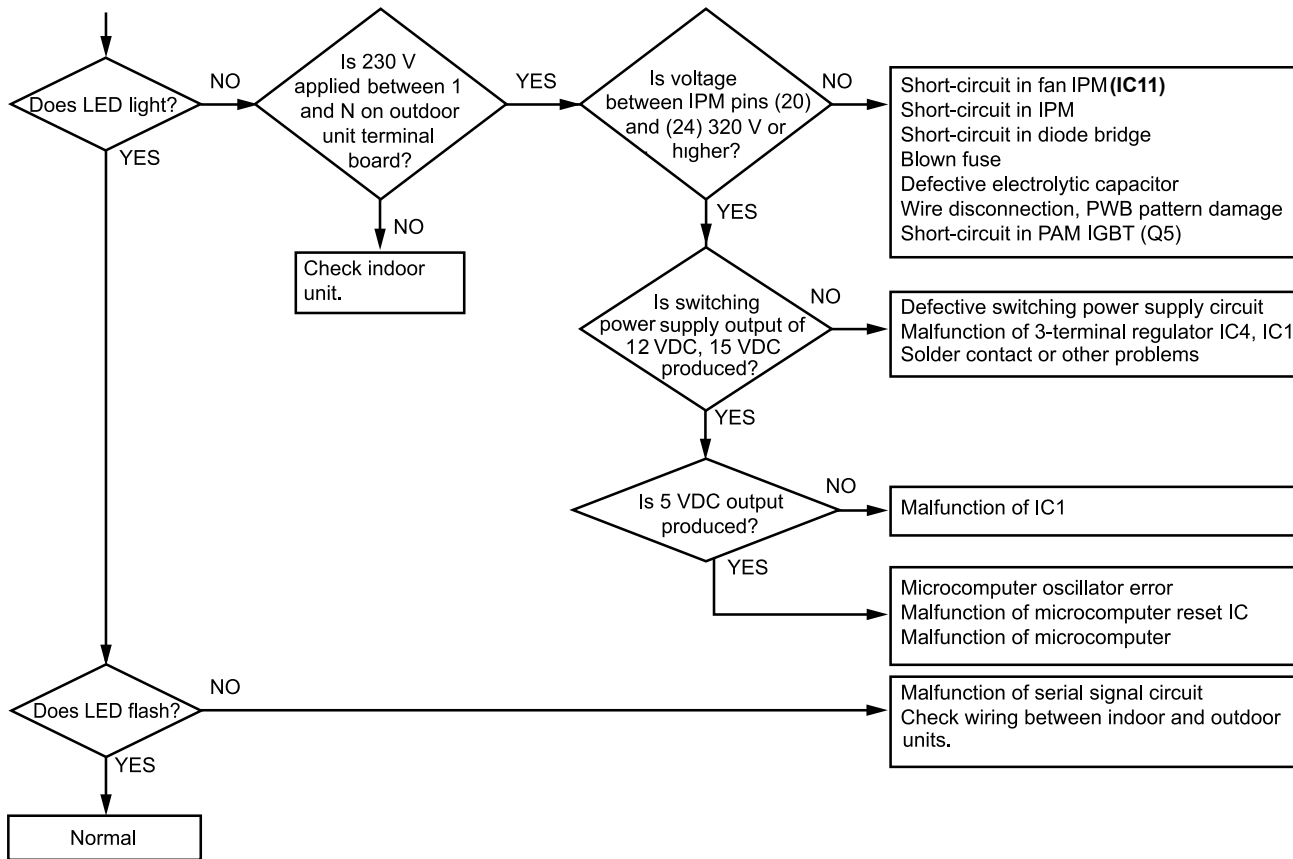 Does LED light?
NO
YES
Is 230 V
applied between 1
and N on outdoor
unit terminal
board?
YES
NO
Check indoor
unit.
Is voltage
between IPM pins (20)
and (24) 320 V or
higher?
NO
YES
Short-circuit in fan IPM (IC11)
Short-circuit in IPM
Short-circuit in diode bridge
Blown fuse
Defective electrolytic capacitor
Wire disconnection, PWB pattern damage
Short-circuit in PAM IGBT (Q5)
Is switching
power supply output of
12 VDC, 15 VDC
produced?
NO
YES
Defective switching power supply circuit
Malfunction of 3-terminal regulator IC4, IC1
Solder contact or other problems
Is 5 VDC output
produced?
NO
YES
Malfunction of IC1
Microcomputer oscillator error
Malfunction of microcomputer reset IC
Malfunction of microcomputer
Does LED flash?
NO
YES
Malfunction of serial signal circuit
Check wiring between indoor and outdoor
units.
Normal